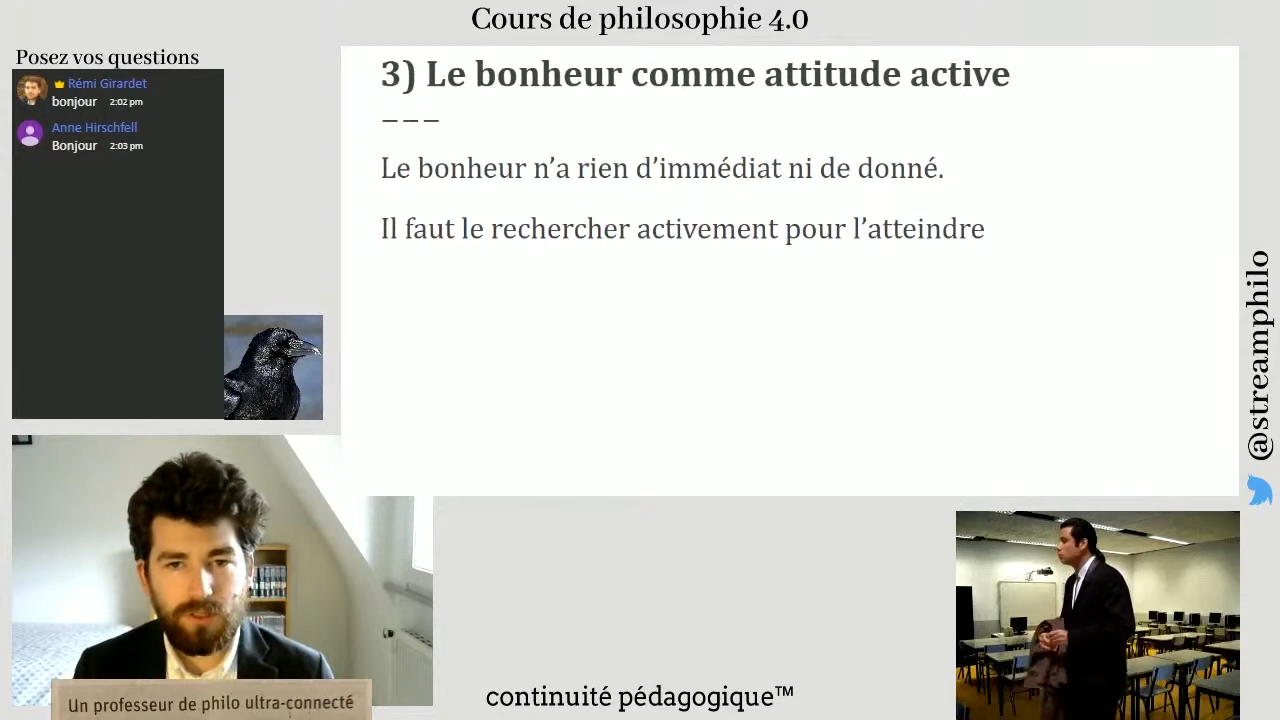 Cours de philosophie 4.0
Posez vos questions
Rémi Girardet
bonjour 2:02 pm
Anne Hirschfell
Bonjour 2:03 pm
3) Le bonheur comme attitude active
–––
Le bonheur n’a rien d’immédiat ni de donné.
Il faut le rechercher activement pour l’atteindre
@streamphilo
Un professeur de philo ultra-connecté
continuité pédagogique™